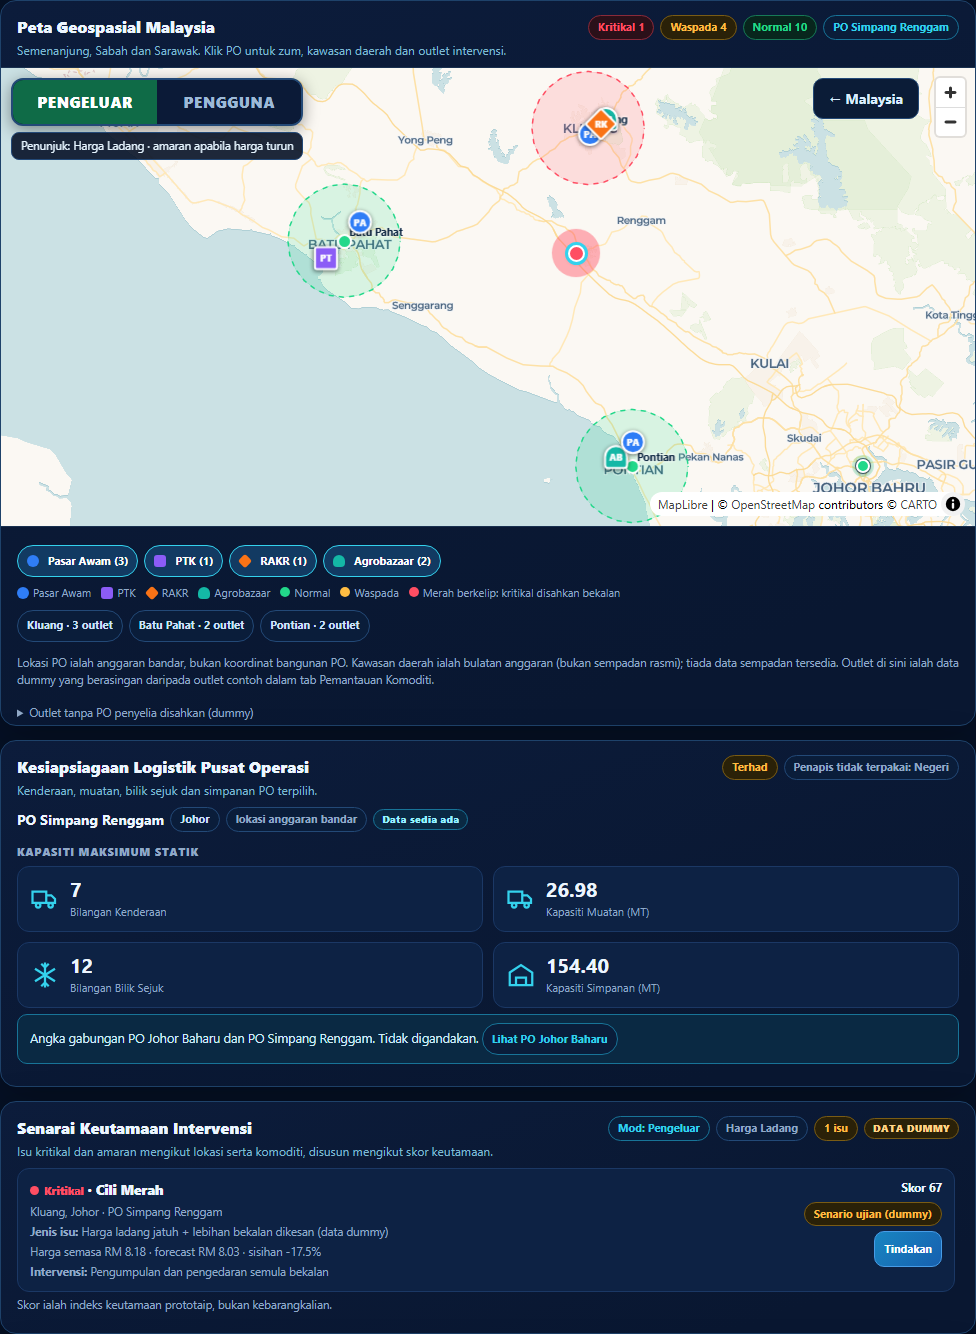 Peta Geospasial Malaysia
Kritikal 1
Waspada 4
Normal 10
PO Simpang Renggam
Semenanjung, Sabah dan Sarawak. Klik PO untuk zum, kawasan daerah dan outlet intervensi.
PENGELUAR
PENGGUNA
← Malaysia
+
−
Penunjuk: Harga Ladang · amaran apabila harga turun
Yong Peng
RK
PA
Renggam
PA
Batu Pahat
BATU PAHAT
PT
Senggarang
KULAI
Skudai
PA
AB
Pontian
Pekan Nanas
PONTIAN
JOHOR BAHRU
MapLibre | © OpenStreetMap contributors © CARTO
Pasar Awam (3)
PTK (1)
RAKR (1)
Agrobazaar (2)
Pasar Awam
PTK
RAKR
Agrobazaar
Normal
Waspada
Merah berkelip: kritikal disahkan bekalan
Kluang · 3 outlet
Batu Pahat · 2 outlet
Pontian · 2 outlet
Lokasi PO ialah anggaran bandar, bukan koordinat bangunan PO. Kawasan daerah ialah bulatan anggaran (bukan sempadan rasmi); tiada data sempadan tersedia. Outlet di sini ialah data
dummy yang berasingan daripada outlet contoh dalam tab Pemantauan Komoditi.
▶ Outlet tanpa PO penyelia disahkan (dummy)
Kesiapsiagaan Logistik Pusat Operasi
Terhad
Penapis tidak terpakai: Negeri
Kenderaan, muatan, bilik sejuk dan simpanan PO terpilih.
PO Simpang Renggam
Johor
lokasi anggaran bandar
Data sedia ada
KAPASITI MAKSIMUM STATIK
7
Bilangan Kenderaan
26.98
Kapasiti Muatan (MT)
12
Bilangan Bilik Sejuk
154.40
Kapasiti Simpanan (MT)
Angka gabungan PO Johor Baharu dan PO Simpang Renggam. Tidak digandakan.
Lihat PO Johor Baharu
Senarai Keutamaan Intervensi
Mod: Pengeluar
Harga Ladang
1 isu
DATA DUMMY
Isu kritikal dan amaran mengikut lokasi serta komoditi, disusun mengikut skor keutamaan.
Kritikal · Cili Merah
Skor 67
Kluang, Johor · PO Simpang Renggam
Senario ujian (dummy)
Jenis isu: Harga ladang jatuh + lebihan bekalan dikesan (data dummy)
Tindakan
Harga semasa RM 8.18 · forecast RM 8.03 · sisihan -17.5%
Intervensi: Pengumpulan dan pengedaran semula bekalan
Skor ialah indeks keutamaan prototaip, bukan kebarangkalian.